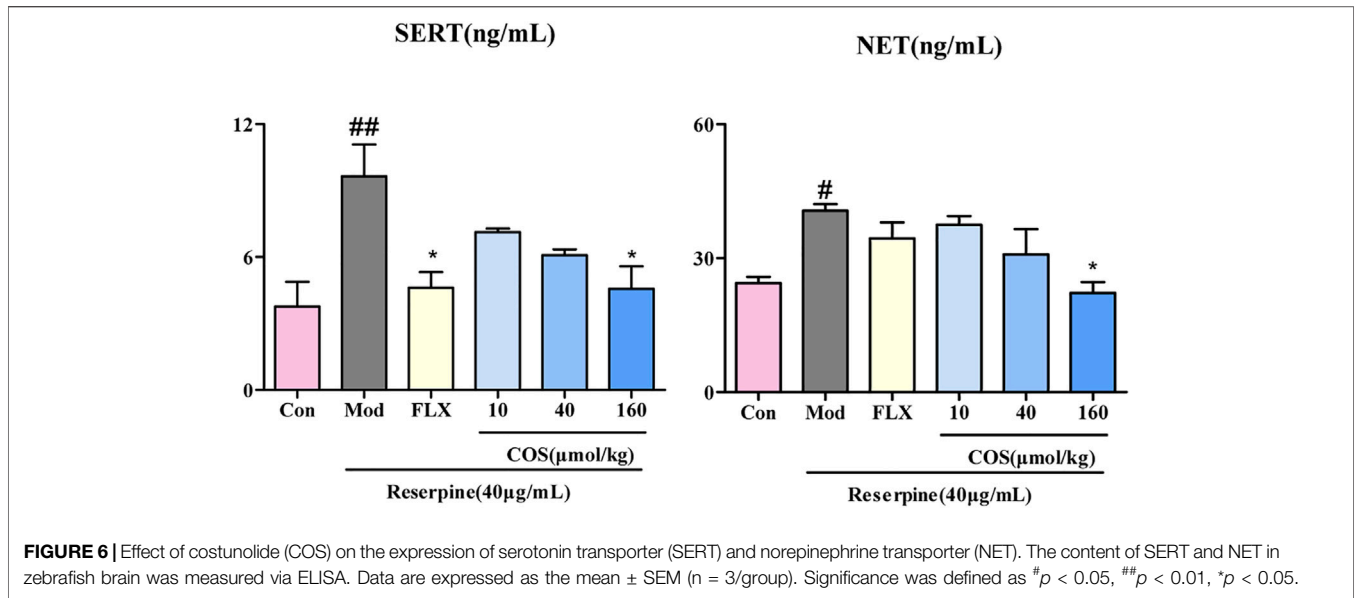 SERT(ng/mL)
12
6
0
##
*
*
Con Mod FLX 10 40 160
COS(µmol/kg)
Reserpine(40µg/mL)
NET(ng/mL)
60
30
0
#
*
Con Mod FLX 10 40 160
COS(µmol/kg)
Reserpine(40µg/mL)
FIGURE 6 | Effect of costunolide (COS) on the expression of serotonin transporter (SERT) and norepinephrine transporter (NET). The content of SERT and NET in
zebrafish brain was measured via ELISA. Data are expressed as the mean ± SEM (n = 3/group). Significance was defined as #p < 0.05, ##p < 0.01, *p < 0.05.